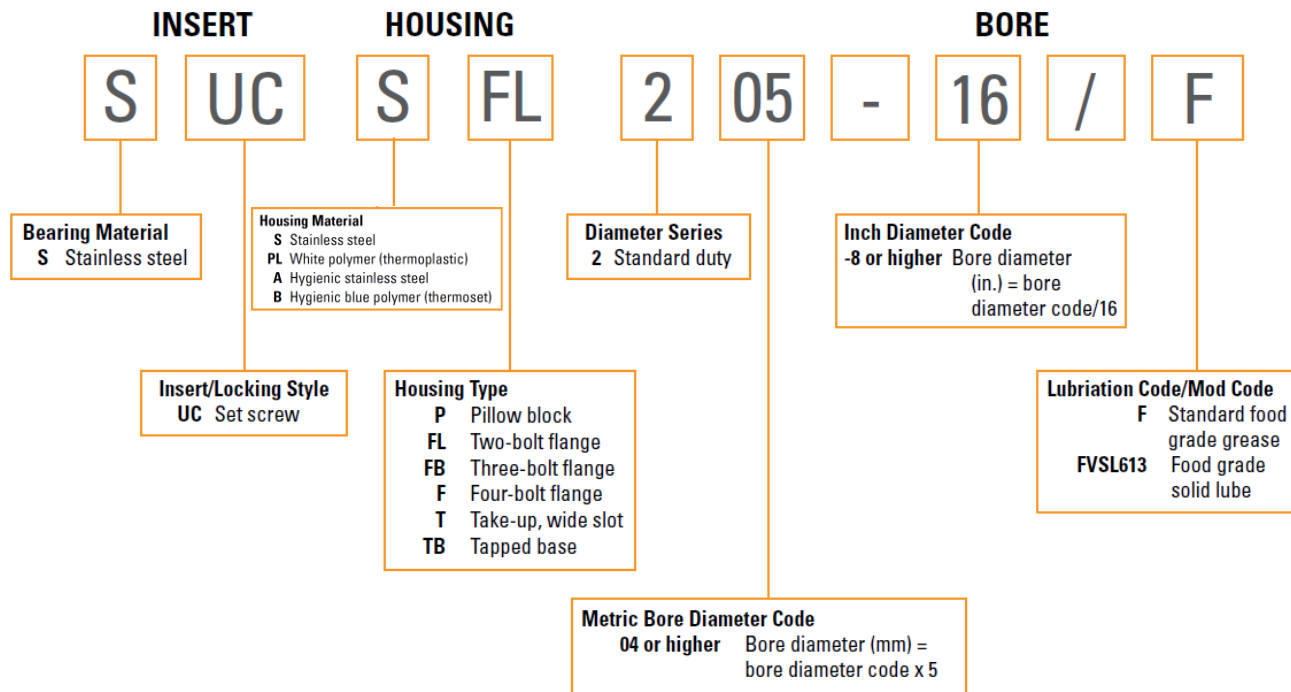 INSERT HOUSING BORE
S UC S FL 2 05 - 16 / F
Bearing Material
S Stainless steel
Housing Material
S Stainless steel
PL White polymer (thermoplastic)
A Hygienic stainless steel
B Hygienic blue polymer (thermoset)
Diameter Series
2 Standard duty
Inch Diameter Code
-8 or higher Bore diameter
(in.) = bore
diameter code/16
Insert/Locking Style
UC Set screw
Housing Type
P Pillow block
FL Two-bolt flange
FB Three-bolt flange
F Four-bolt flange
T Take-up, wide slot
TB Tapped base
Lubriation Code/Mod Code
F Standard food
grade grease
FVSL613 Food grade
solid lube
Metric Bore Diameter Code
04 or higher Bore diameter (mm) =
bore diameter code x 5